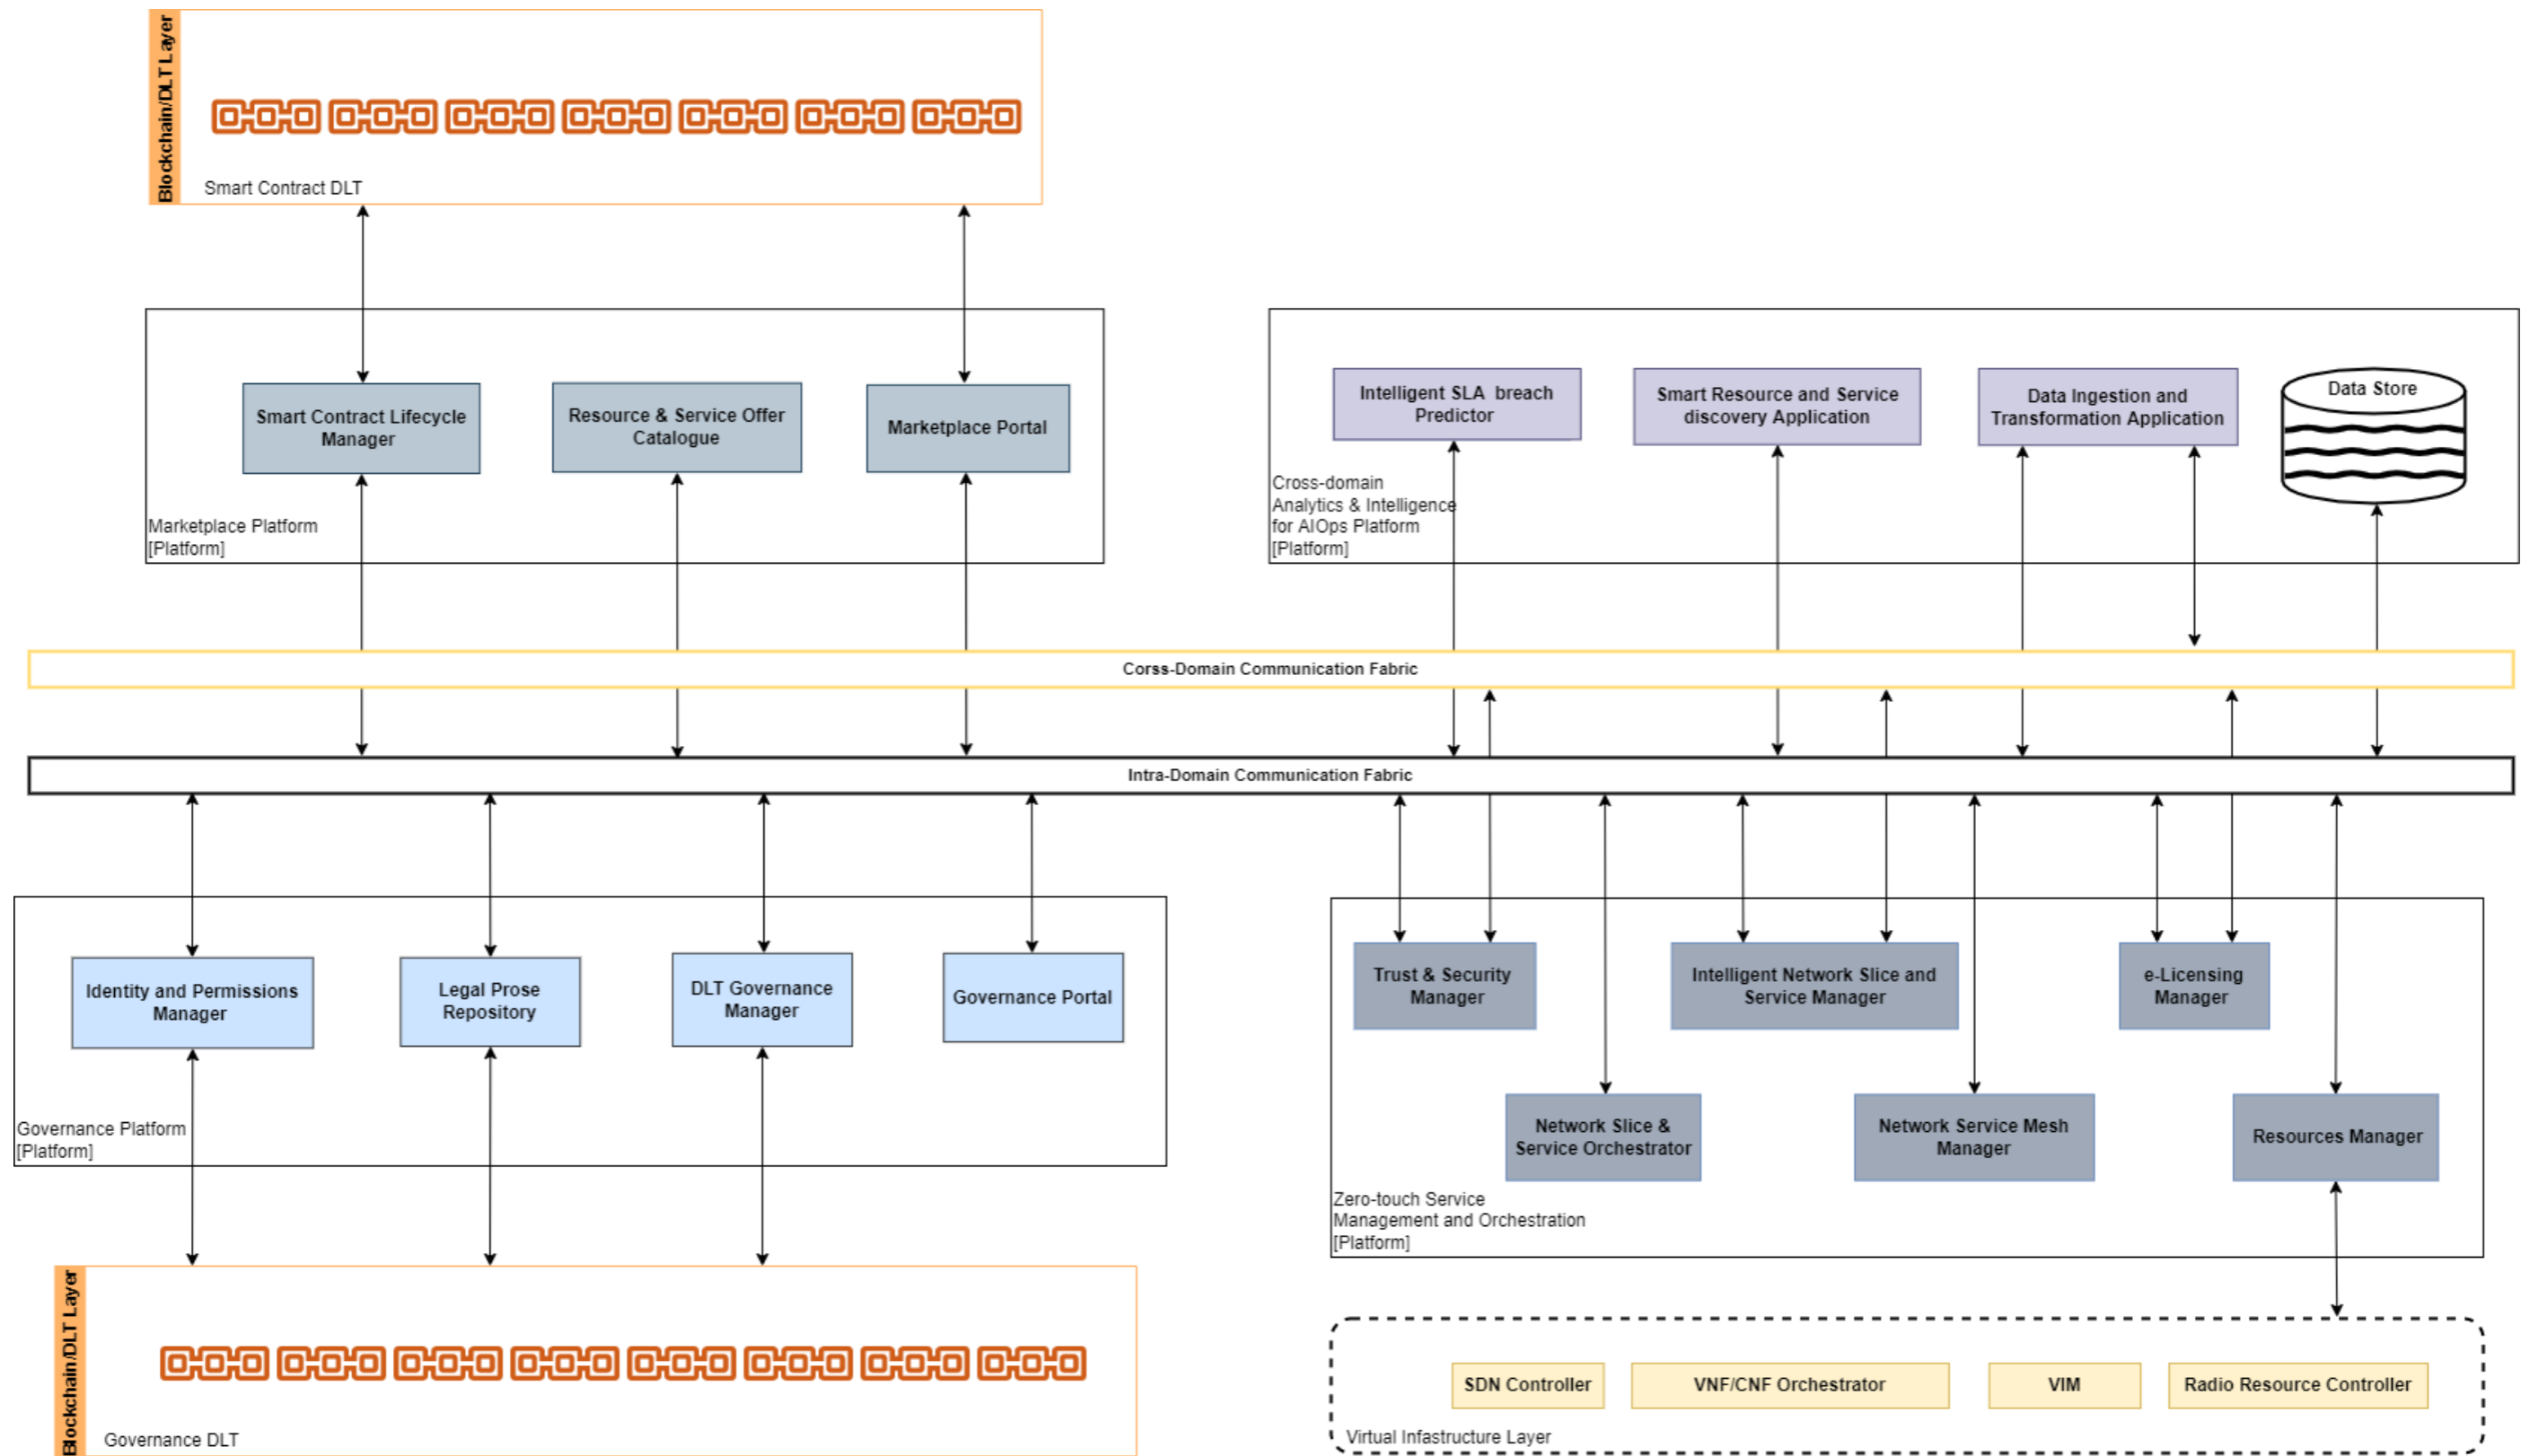 Blockchain/DLT Layer
Smart Contract DLT
Smart Contract Lifecycle
Manager
Resource & Service Offer
Catalogue
Marketplace Portal
Marketplace Platform
[Platform]
Intelligent SLA breach
Predictor
Smart Resource and Service
discovery Application
Data Ingestion and
Transformation Application
Data Store
Cross-domain
Analytics & Intelligence
for AIOps Platform
[Platform]
Corss-Domain Communication Fabric
Intra-Domain Communication Fabric
Identity and Permissions
Manager
Legal Prose
Repository
DLT Governance
Manager
Governance Portal
Governance Platform
[Platform]
Trust & Security
Manager
Intelligent Network Slice and
Service Manager
e-Licensing
Manager
Network Slice &
Service Orchestrator
Network Service Mesh
Manager
Resources Manager
Zero-touch Service
Management and Orchestration
[Platform]
Blockchain/DLT Layer
Governance DLT
SDN Controller
VNF/CNF Orchestrator
VIM
Radio Resource Controller
Virtual Infastructure Layer